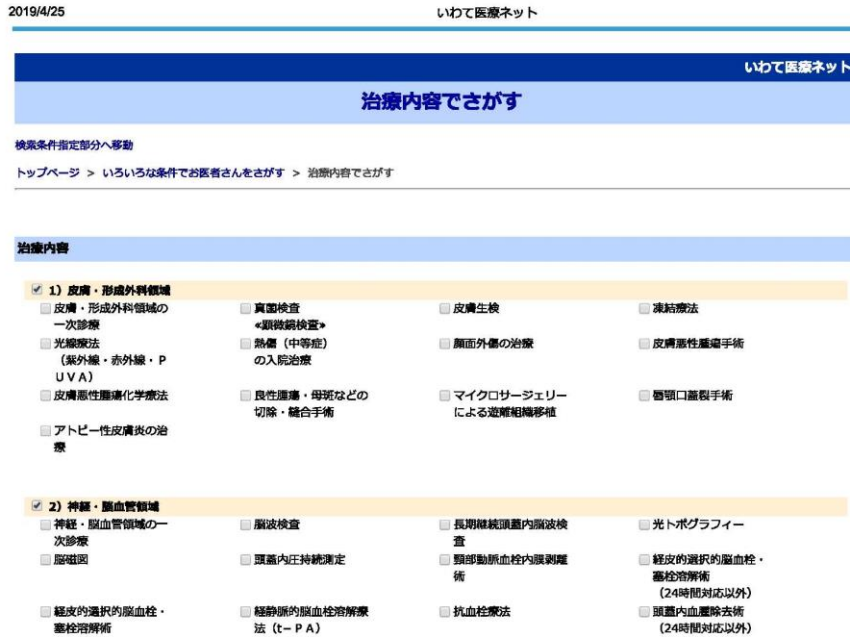 2019/4/25 いわて医療ネット
いわて医療ネット
治療内容でさがす
検索条件指定部分へ移動
トップページ > いろいろな条件でお医者さんをさがす > 治療内容でさがす
治療内容
1）皮膚・形成外科領域
皮膚・形成外科領域の 真菌検査 皮膚生検 凍結療法
一次診療 «顕微鏡検査»
光線療法 熱傷（中等症） 顔面外傷の治療 皮膚悪性腫瘍手術
（紫外線・赤外線・Ｐ の入院治療
ＵＶＡ）
皮膚悪性腫瘍化学療法 良性腫瘍・母斑などの マイクロサージェリー 唇顎口蓋裂手術
切除・縫合手術 による遊離組織移植
アトピー性皮膚炎の治
療
2）神経・脳血管領域
神経・脳血管領域の一 脳波検査 長期継続頭蓋内脳波検 光トポグラフィー
次診療 査
脳磁図 頭蓋内圧持続測定 頸部動脈血栓内膜剥離 経皮的選択的脳血栓・
術 塞栓溶解術
（24時間対応以外）
経皮的選択的脳血栓・ 経静脈的脳血栓溶解療 抗血栓療法 頭蓋内血腫除去術
塞栓溶解術 法（t－ＰＡ） （24時間対応以外）